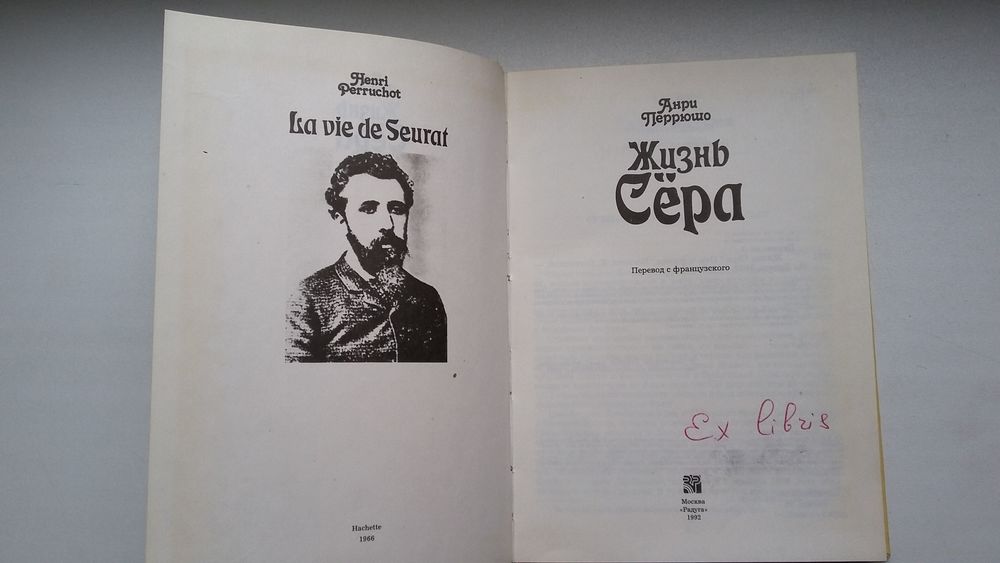 Henri
Perruchot
La vie de Seurat
Hachette
1966
Анри
Перрюшо
Жизнь
Сёра
Перевод с французского
Ex libris
Москва
«Радуга»
1992